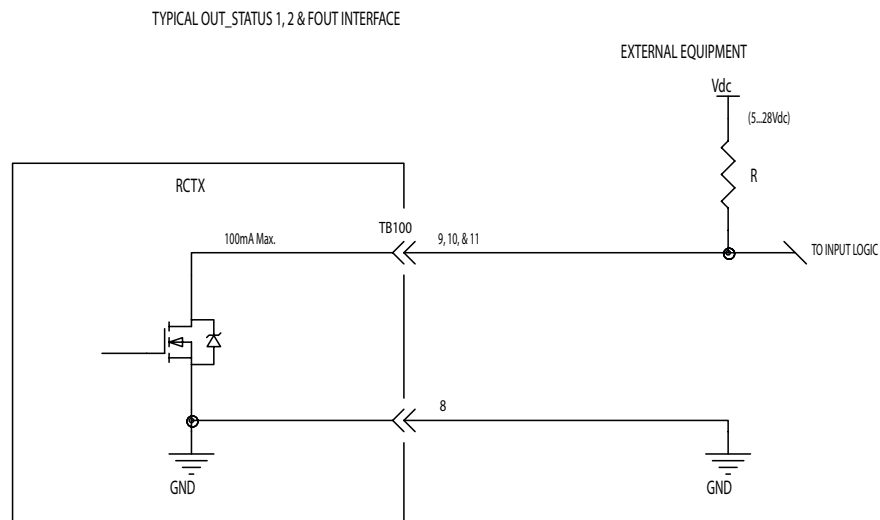 TYPICAL OUT_STATUS 1, 2 & FOUT INTERFACE
EXTERNAL EQUIPMENT
Vdc
(5...28Vdc)
R
RCTX
TB100
100mA Max.
9, 10, & 11
TO INPUT LOGIC
8
GND
GND